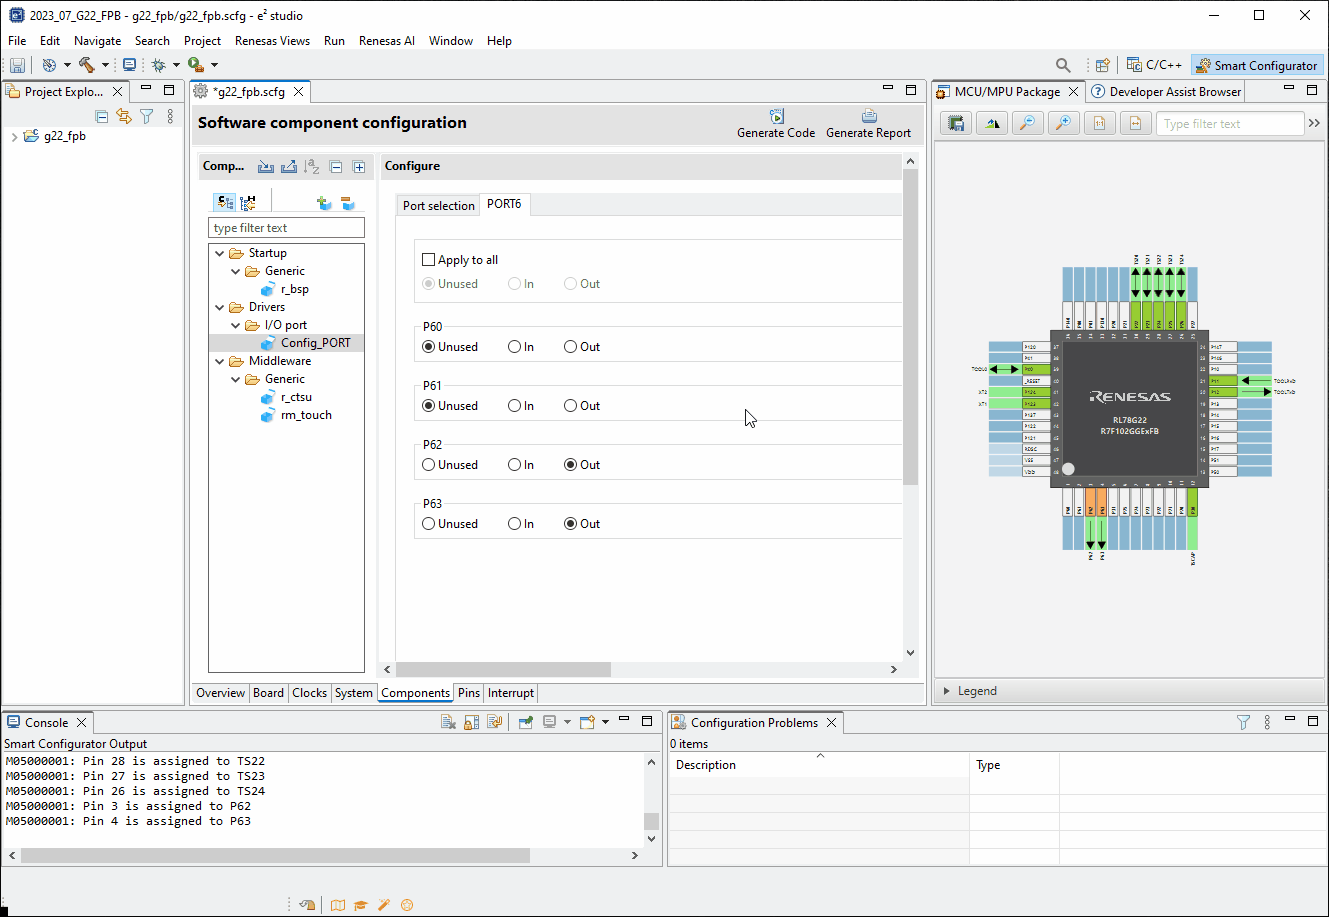 2023_07_G22_FPB - g22_fpb/g22_fpb.scfg - e² studio
File Edit Navigate Search Project Renesas Views Run Renesas AI Window Help
C/C++ Smart Configurator
Project Explo...
g22_fpb
*g22_fpb.scfg
Software component configuration
Generate Code Generate Report
Comp...
type filter text
Startup
Generic
r_bsp
Drivers
I/O port
Config_PORT
Middleware
Generic
r_ctsu
rm_touch
Configure
Port selection PORT6
Apply to all
Unused In Out
P60
Unused In Out
P61
Unused In Out
P62
Unused In Out
P63
Unused In Out
Overview Board Clocks System Components Pins Interrupt
MCU/MPU Package Developer Assist Browser
Type filter text
RENESAS
RL78G22
R7F102GGExFB
Legend
Console
Smart Configurator Output
M05000001: Pin 28 is assigned to TS22
M05000001: Pin 27 is assigned to TS23
M05000001: Pin 26 is assigned to TS24
M05000001: Pin 3 is assigned to P62
M05000001: Pin 4 is assigned to P63
Configuration Problems
0 items
Description Type